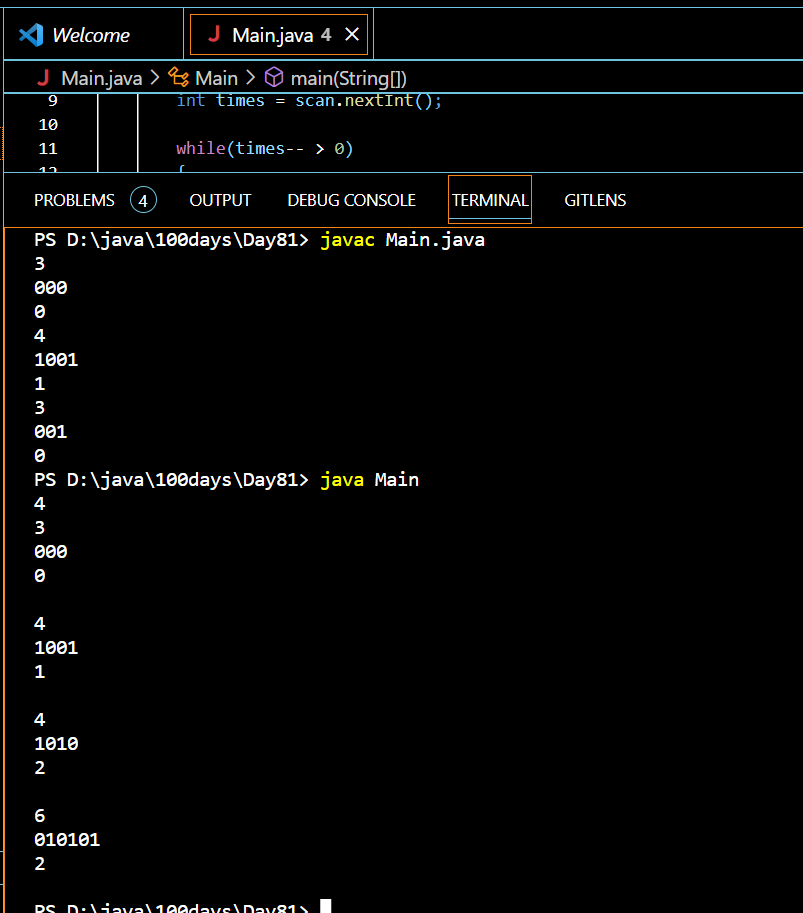 Welcome
Main.java 4
Main.java > Main > main(String[])
9 int times = scan.nextInt();
10
11 while(times-- > 0)
12 {
PROBLEMS 4 OUTPUT DEBUG CONSOLE TERMINAL GITLENS
PS D:\java\100days\Day81> javac Main.java
3
000
0
4
1001
1
3
001
0
PS D:\java\100days\Day81> java Main
4
3
000
0
4
1001
1
4
1010
2
6
010101
2
PS D:\java\100days\Day81>